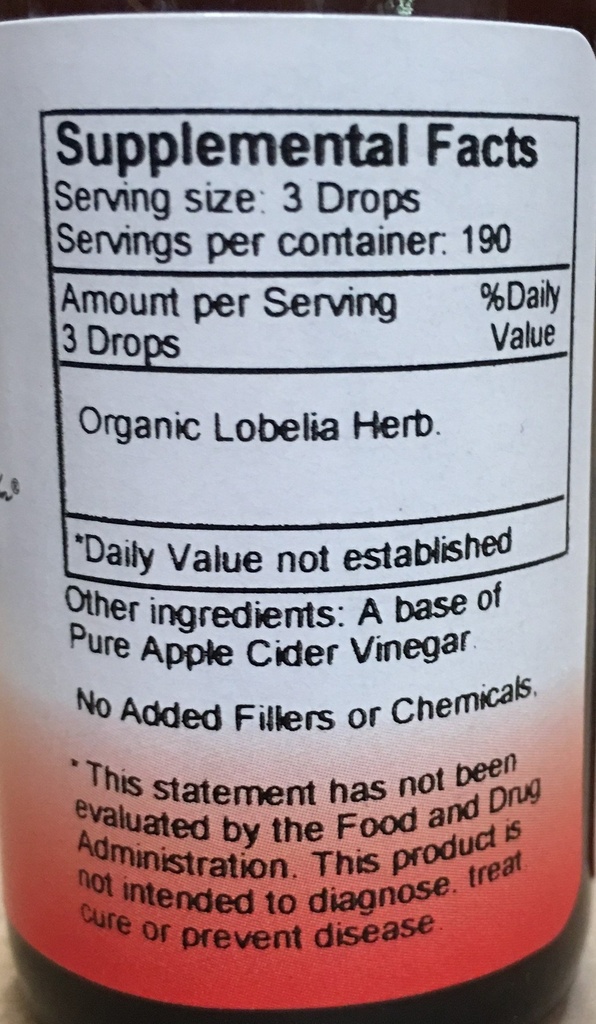 Supplemental Facts
Serving size: 3 Drops
Servings per container: 190
Amount per Serving %Daily
3 Drops Value
Organic Lobelia Herb.
*Daily Value not established
Other ingredients: A base of
Pure Apple Cider Vinegar.
No Added Fillers or Chemicals.
* This statement has not been
evaluated by the Food and Drug
Administration. This product is
not intended to diagnose. treat.
cure or prevent disease.